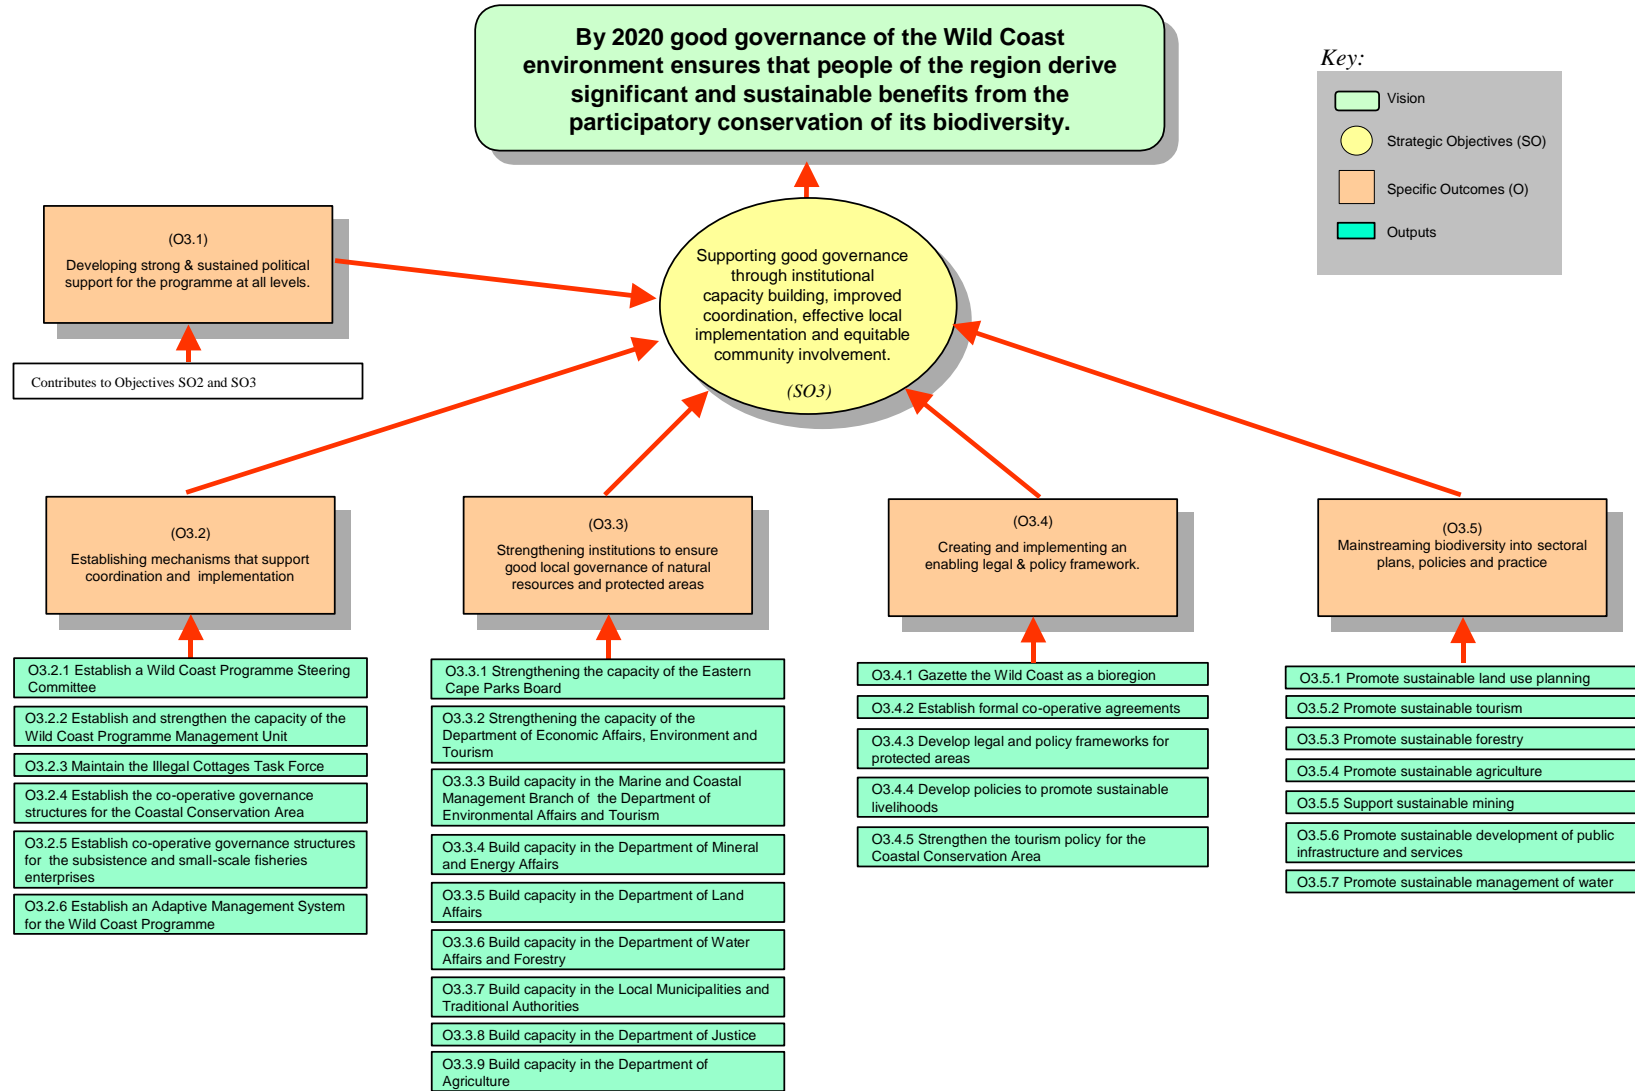 By 2020 good governance of the Wild Coast
environment ensures that people of the region derive
significant and sustainable benefits from the
participatory conservation of its biodiversity.
Key:
Vision
Strategic Objectives (SO)
Specific Outcomes (O)
Outputs
(O3.1)
Developing strong & sustained political
support for the programme at all levels.
Contributes to Objectives SO2 and SO3
Supporting good governance
through institutional
capacity building, improved
coordination, effective local
implementation and equitable
community involvement.
(SO3)
(O3.2)
Establishing mechanisms that support
coordination and implementation
O3.2.1 Establish a Wild Coast Programme Steering
Committee
O3.2.2 Establish and strengthen the capacity of the
Wild Coast Programme Management Unit
O3.2.3 Maintain the Illegal Cottages Task Force
O3.2.4 Establish the co-operative governance
structures for the Coastal Conservation Area
O3.2.5 Establish co-operative governance structures
for the subsistence and small-scale fisheries
enterprises
O3.2.6 Establish an Adaptive Management System
for the Wild Coast Programme
(O3.3)
Strengthening institutions to ensure
good local governance of natural
resources and protected areas
O3.3.1 Strengthening the capacity of the Eastern
Cape Parks Board
O3.3.2 Strengthening the capacity of the
Department of Economic Affairs, Environment and
Tourism
O3.3.3 Build capacity in the Marine and Coastal
Management Branch of the Department of
Environmental Affairs and Tourism
O3.3.4 Build capacity in the Department of Mineral
and Energy Affairs
O3.3.5 Build capacity in the Department of Land
Affairs
O3.3.6 Build capacity in the Department of Water
Affairs and Forestry
O3.3.7 Build capacity in the Local Municipalities and
Traditional Authorities
O3.3.8 Build capacity in the Department of Justice
O3.3.9 Build capacity in the Department of
Agriculture
(O3.4)
Creating and implementing an
enabling legal & policy framework.
O3.4.1 Gazette the Wild Coast as a bioregion
O3.4.2 Establish formal co-operative agreements
O3.4.3 Develop legal and policy frameworks for
protected areas
O3.4.4 Develop policies to promote sustainable
livelihoods
O3.4.5 Strengthen the tourism policy for the
Coastal Conservation Area
(O3.5)
Mainstreaming biodiversity into sectoral
plans, policies and practice
O3.5.1 Promote sustainable land use planning
O3.5.2 Promote sustainable tourism
O3.5.3 Promote sustainable forestry
O3.5.4 Promote sustainable agriculture
O3.5.5 Support sustainable mining
O3.5.6 Promote sustainable development of public
infrastructure and services
O3.5.7 Promote sustainable management of water